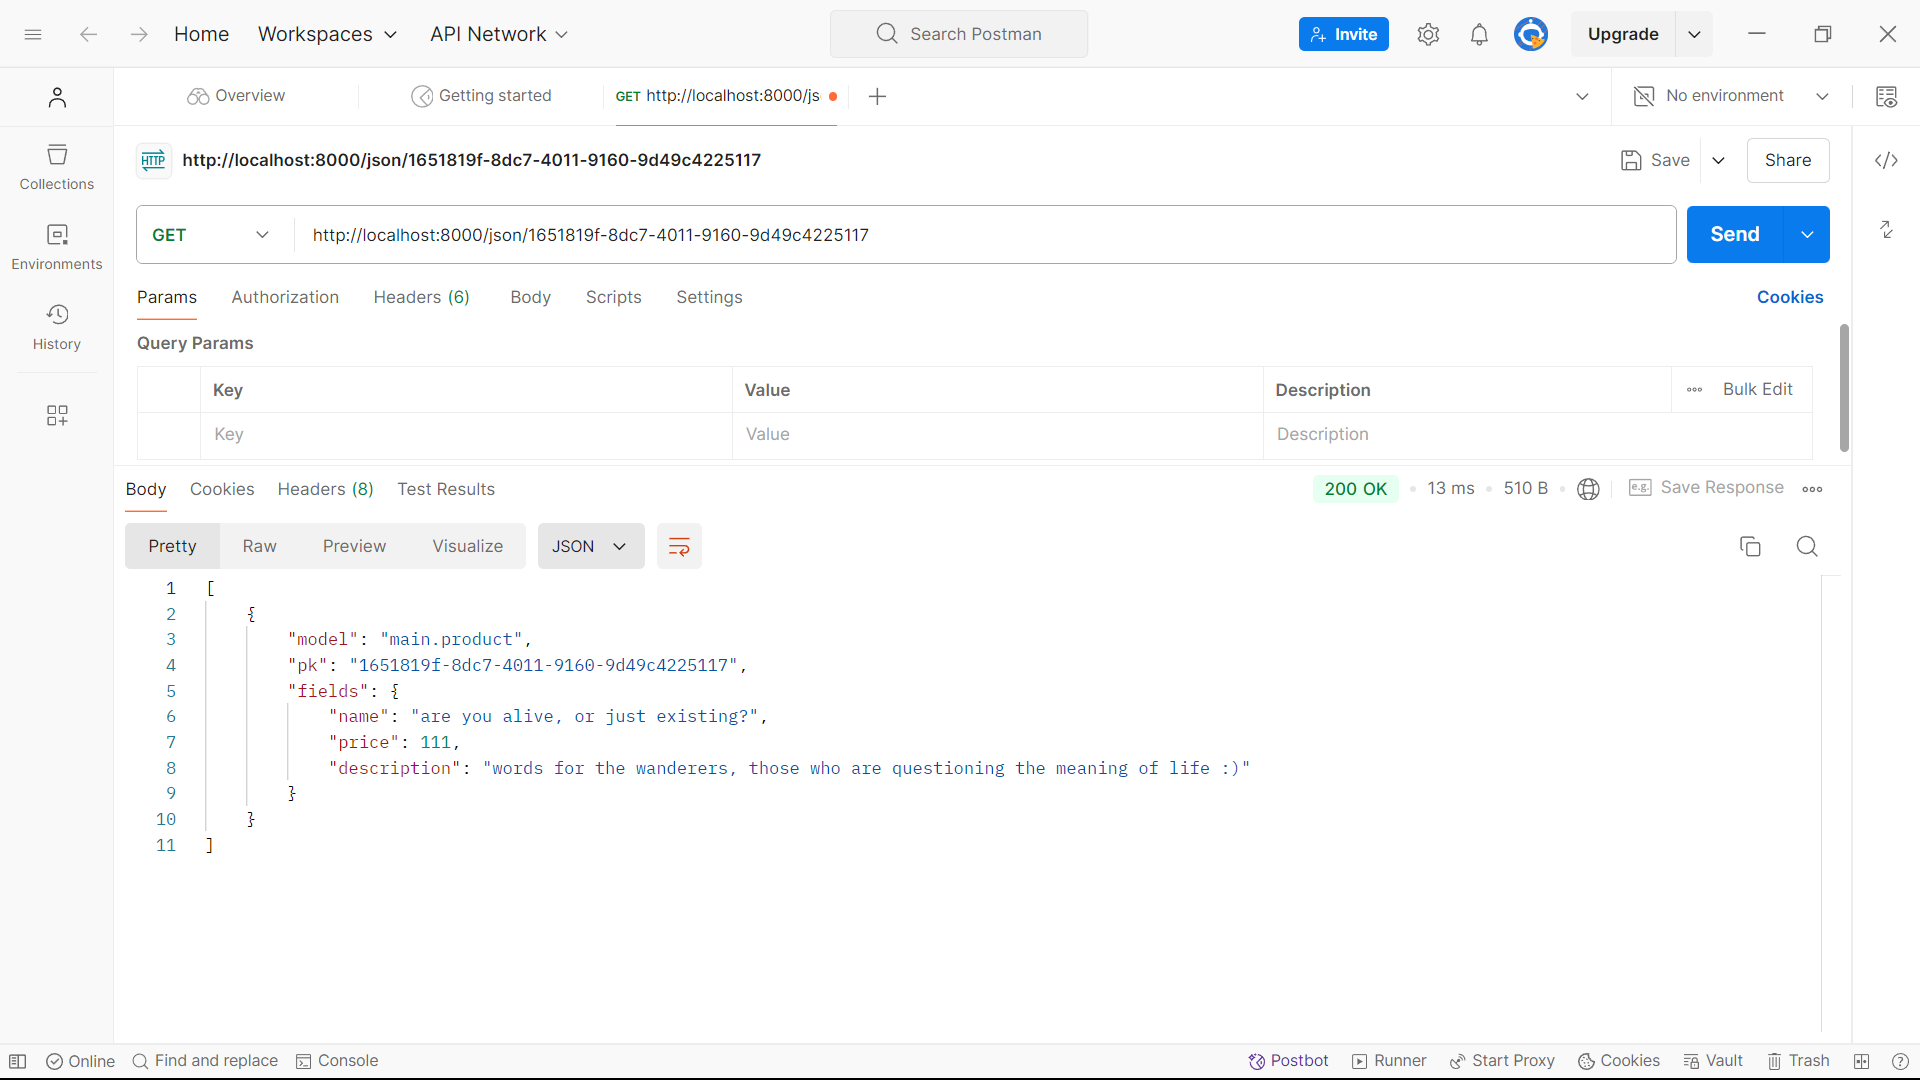 Home Workspaces API Network Search Postman Invite Upgrade
Overview Getting started GET http://localhost:8000/js No environment
HTTP http://localhost:8000/json/1651819f-8dc7-4011-9160-9d49c4225117 Save Share
Collections
GET http://localhost:8000/json/1651819f-8dc7-4011-9160-9d49c4225117 Send
Environments
Params Authorization Headers (6) Body Scripts Settings Cookies
History
Query Params
Key Value Description Bulk Edit
Key Value Description
Body Cookies Headers (8) Test Results 200 OK 13 ms 510 B e.g. Save Response
Pretty Raw Preview Visualize JSON
1 [
2 {
3 "model": "main.product",
4 "pk": "1651819f-8dc7-4011-9160-9d49c4225117",
5 "fields": {
6 "name": "are you alive, or just existing?",
7 "price": 111,
8 "description": "words for the wanderers, those who are questioning the meaning of life :)"
9 }
10 }
11 ]
Online Find and replace Console Postbot Runner Start Proxy Cookies Vault Trash